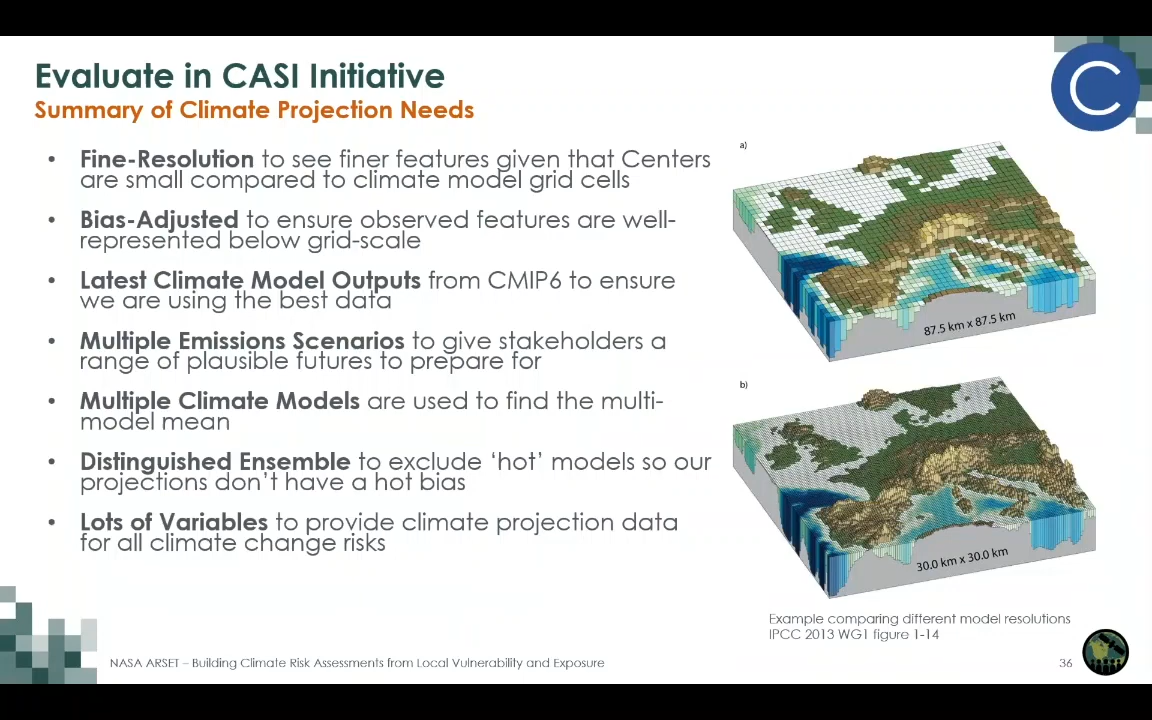 Evaluate in CASI Initiative
Summary of Climate Projection Needs
• Fine-Resolution to see finer features given that Centers
are small compared to climate model grid cells
• Bias-Adjusted to ensure observed features are well-
represented below grid-scale
• Latest Climate Model Outputs from CMIP6 to ensure
we are using the best data
• Multiple Emissions Scenarios to give stakeholders a
range of plausible futures to prepare for
• Multiple Climate Models are used to find the multi-
model mean
• Distinguished Ensemble to exclude ‘hot’ models so our
projections don’t have a hot bias
• Lots of Variables to provide climate projection data
for all climate change risks
C
a)
87.5 km x 87.5 km
b)
30.0 km x 30.0 km
Example comparing different model resolutions
IPCC 2013 WG1 figure 1-14
NASA ARSET – Building Climate Risk Assessments from Local Vulnerability and Exposure
36